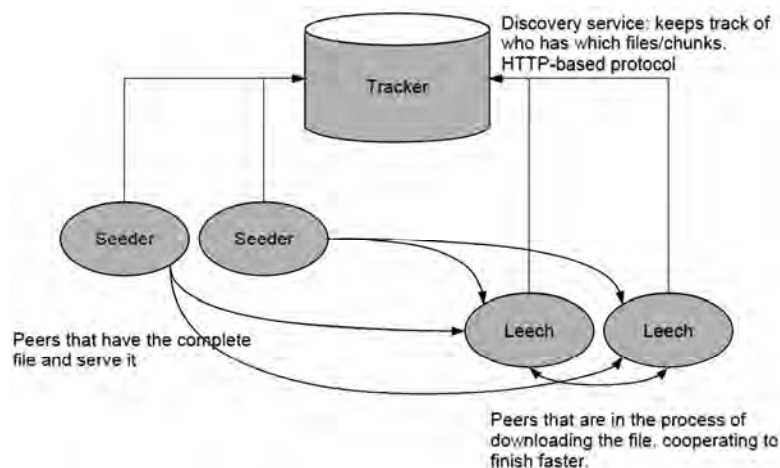 Discovery service: keeps track of
who has which files/chunks.
HTTP-based protocol
Tracker
Seeder
Seeder
Leech
Leech
Peers that have the complete
file and serve it
Peers that are in the process of
downloading the file, cooperating to
finish faster.